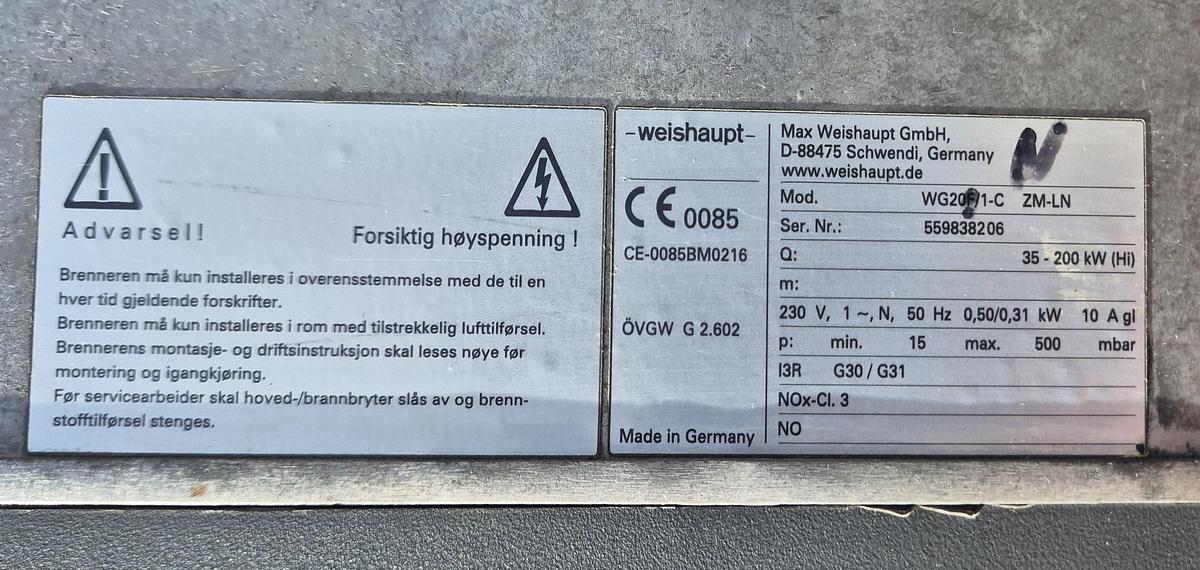 Advarsel!
Forsiktig høyspenning !
Brenneren må kun installeres i overensstemmelse med de til en
hver tid gjeldende forskrifter.
Brenneren må kun installeres i rom med tilstrekkelig lufttilførsel.
Brennerens montasje- og driftsinstruksjon skal leses nøye før
montering og igangkjøring.
Før servicearbeider skal hoved-/brannbryter slås av og brenn-
stofftilførsel stenges.
-weishaupt-
CE 0085
CE-0085BM0216
ÖVGW G 2.602
Made in Germany
Max Weishaupt GmbH,
D-88475 Schwendi, Germany
www.weishaupt.de
N
Mod. WG20F/1-C ZM-LN
Ser. Nr.: 559838206
Q: 35 - 200 kW (Hi)
m:
230 V, 1 ~, N, 50 Hz 0,50/0,31 kW 10 A gl
p: min. 15 max. 500 mbar
I3R G30 / G31
NOx-Cl. 3
NO